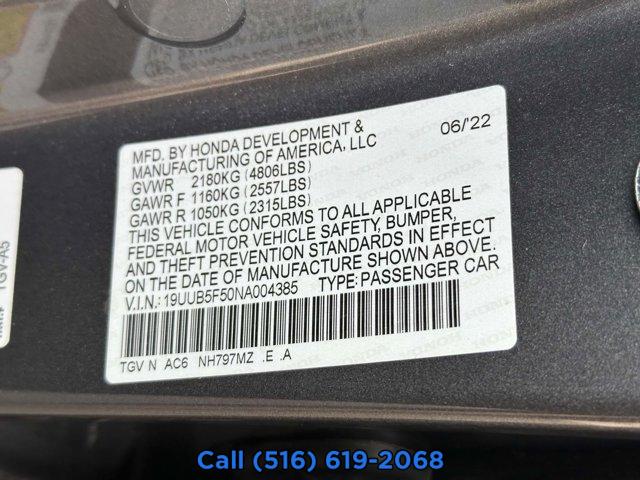 MFD. BY HONDA DEVELOPMENT & 06/'22
MANUFACTURING OF AMERICA, LLC
GVWR 2180KG (4806LBS)
GAWR F 1160KG (2557LBS)
GAWR R 1050KG (2315LBS)
THIS VEHICLE CONFORMS TO ALL APPLICABLE
FEDERAL MOTOR VEHICLE SAFETY, BUMPER,
AND THEFT PREVENTION STANDARDS IN EFFECT
ON THE DATE OF MANUFACTURE SHOWN ABOVE.
V.I.N.: 19UUB5F50NA004385 TYPE: PASSENGER CAR
TGV N AC6 NH797MZ .E .A
TGV-A5
Call (516) 619-2068